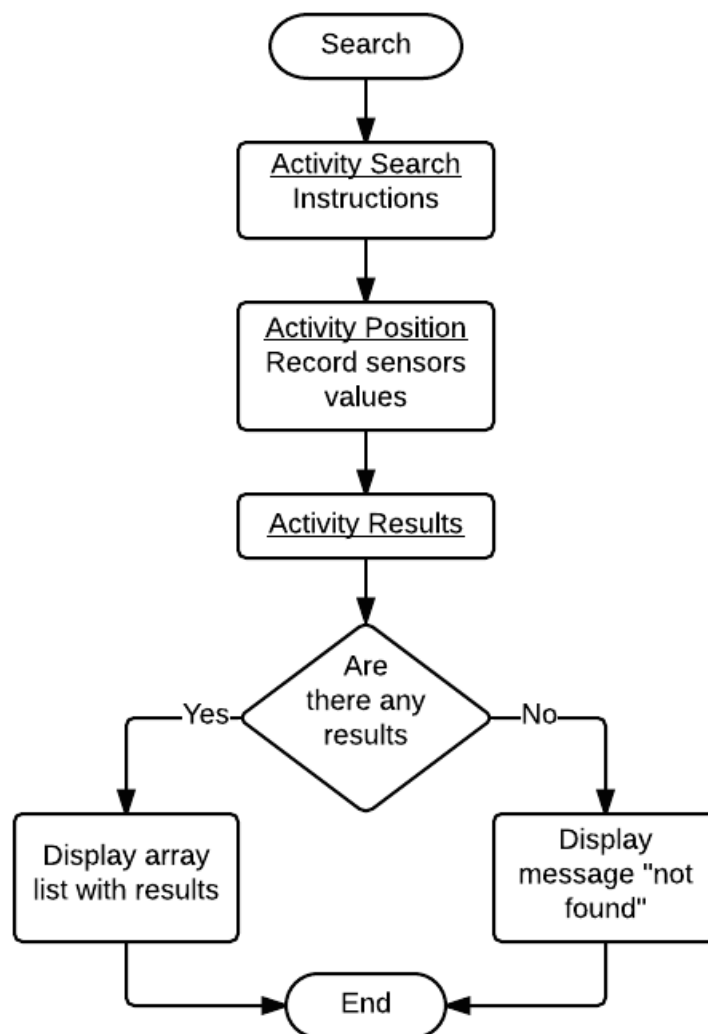 Search
Activity Search
Instructions
Activity Position
Record sensors
values
Activity Results
Are
there any
results
Yes
No
Display array
list with results
Display
message "not
found"
End